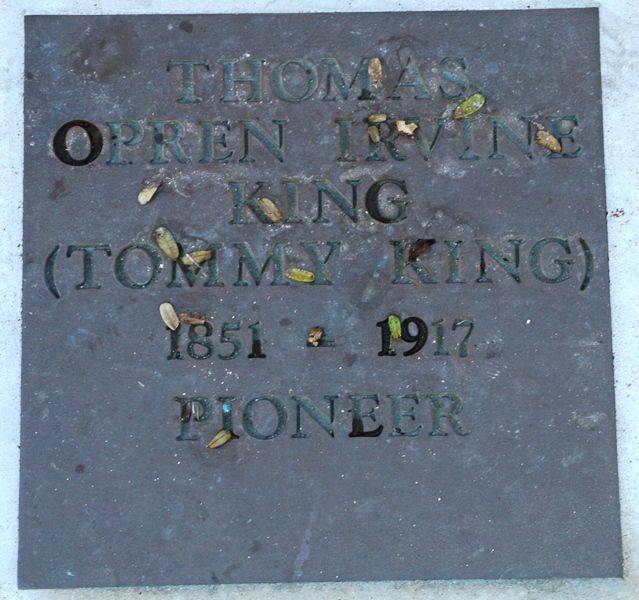 THOMAS
OPREN IRVINE
KING
(TOMMY KING)
1851 - 1917
PIONEER